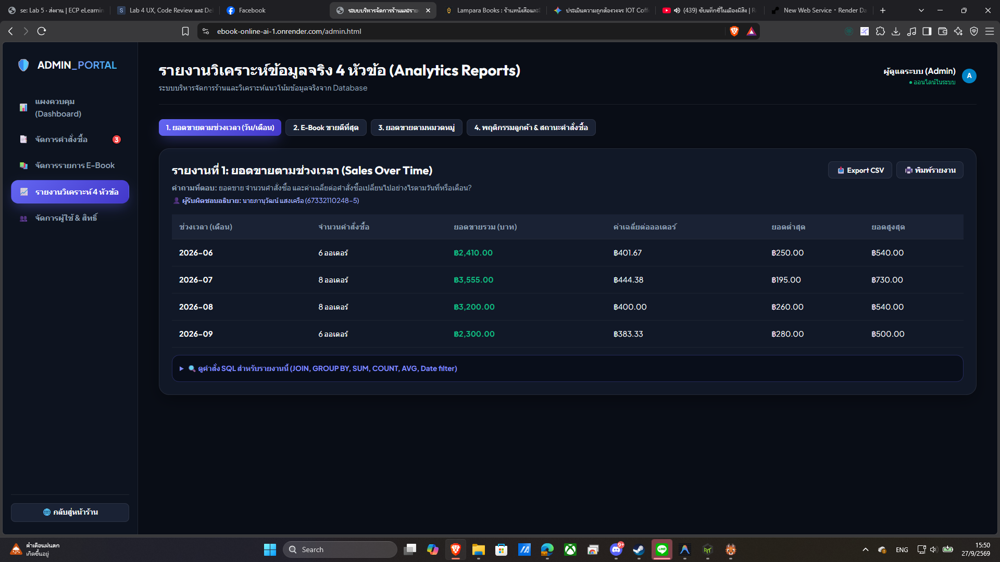 se: Lab 5 · ส่งงาน | ECP eLearnin
Lab 4 UX, Code Review และ De
Facebook
ระบบบริหารจัดการร้านและราย
Lampara Books : ร้านหนังสือและ
ประเมินความถูกต้องวงจร IOT Coff
(439) ขับแท็กซี่ในเมืองผีสิง | R
New Web Service · Render Da
ebook-online-ai-1.onrender.com/admin.html
ADMIN_PORTAL
แผงควบคุม
(Dashboard)
จัดการคำสั่งซื้อ
3
จัดการรายการ E-Book
รายงานวิเคราะห์ 4 หัวข้อ
จัดการผู้ใช้ & สิทธิ์
กลับสู่หน้าร้าน
รายงานวิเคราะห์ข้อมูลจริง 4 หัวข้อ (Analytics Reports)
ระบบบริหารจัดการร้านและวิเคราะห์แนวโน้มข้อมูลจริงจาก Database
ผู้ดูแลระบบ (Admin)
● ออนไลน์ในระบบ
A
1. ยอดขายตามช่วงเวลา (วัน/เดือน)
2. E-Book ขายดีที่สุด
3. ยอดขายตามหมวดหมู่
4. พฤติกรรมลูกค้า & สถานะคำสั่งซื้อ
รายงานที่ 1: ยอดขายตามช่วงเวลา (Sales Over Time)
Export CSV
พิมพ์รายงาน
คำถามที่ตอบ: ยอดขาย จำนวนคำสั่งซื้อ และค่าเฉลี่ยต่อคำสั่งซื้อเปลี่ยนไปอย่างไรตามวันที่หรือเดือน?
ผู้รับผิดชอบอธิบาย: นายภานุวัฒน์ แสงเครือ (67332110248-5)
ช่วงเวลา (เดือน) จำนวนคำสั่งซื้อ ยอดขายรวม (บาท) ค่าเฉลี่ยต่อออเดอร์ ยอดต่ำสุด ยอดสูงสุด
2026-06 6 ออเดอร์ ฿2,410.00 ฿401.67 ฿250.00 ฿540.00
2026-07 8 ออเดอร์ ฿3,555.00 ฿444.38 ฿195.00 ฿730.00
2026-08 8 ออเดอร์ ฿3,200.00 ฿400.00 ฿260.00 ฿540.00
2026-09 6 ออเดอร์ ฿2,300.00 ฿383.33 ฿280.00 ฿500.00
▶ ดูคำสั่ง SQL สำหรับรายงานนี้ (JOIN, GROUP BY, SUM, COUNT, AVG, Date filter)
คำเตือนฝนตก
เกิดขึ้นอยู่
Search
9+
LINE
ENG
15:50
27/9/2569